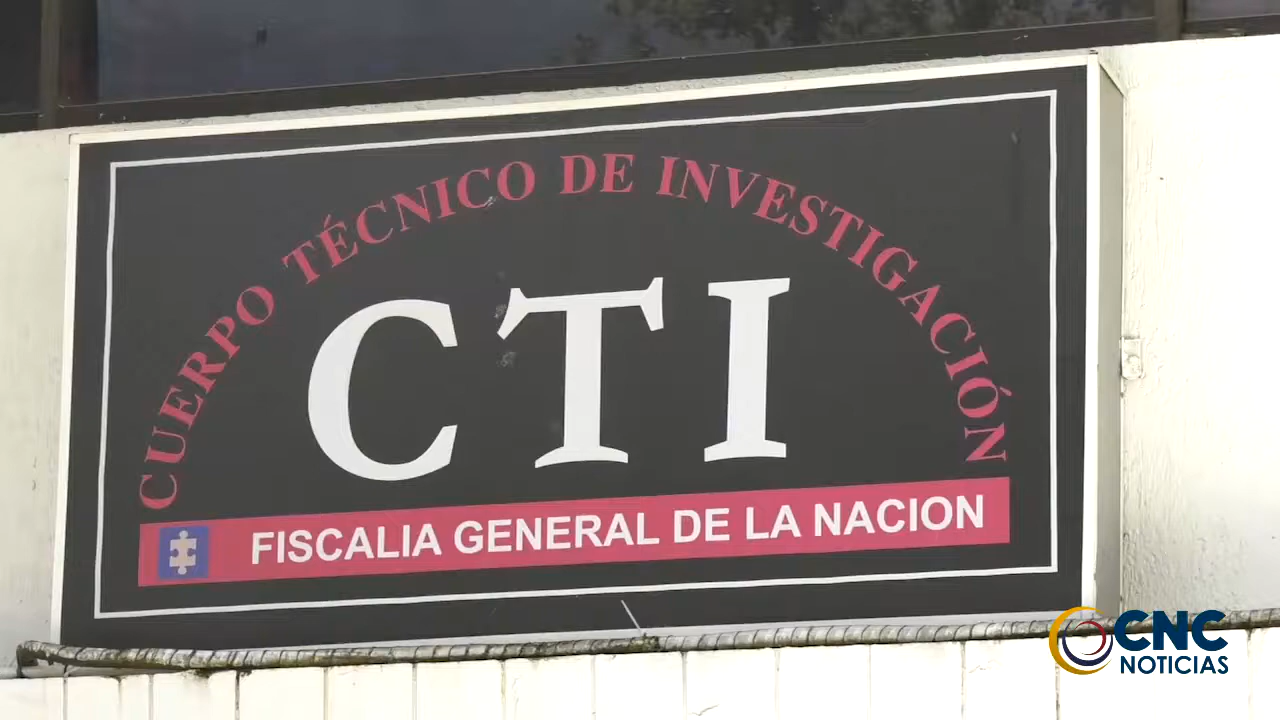 CUERPO TÉCNICO DE INVESTIGACIÓN
CTI
FISCALIA GENERAL DE LA NACION
CNC
NOTICIAS